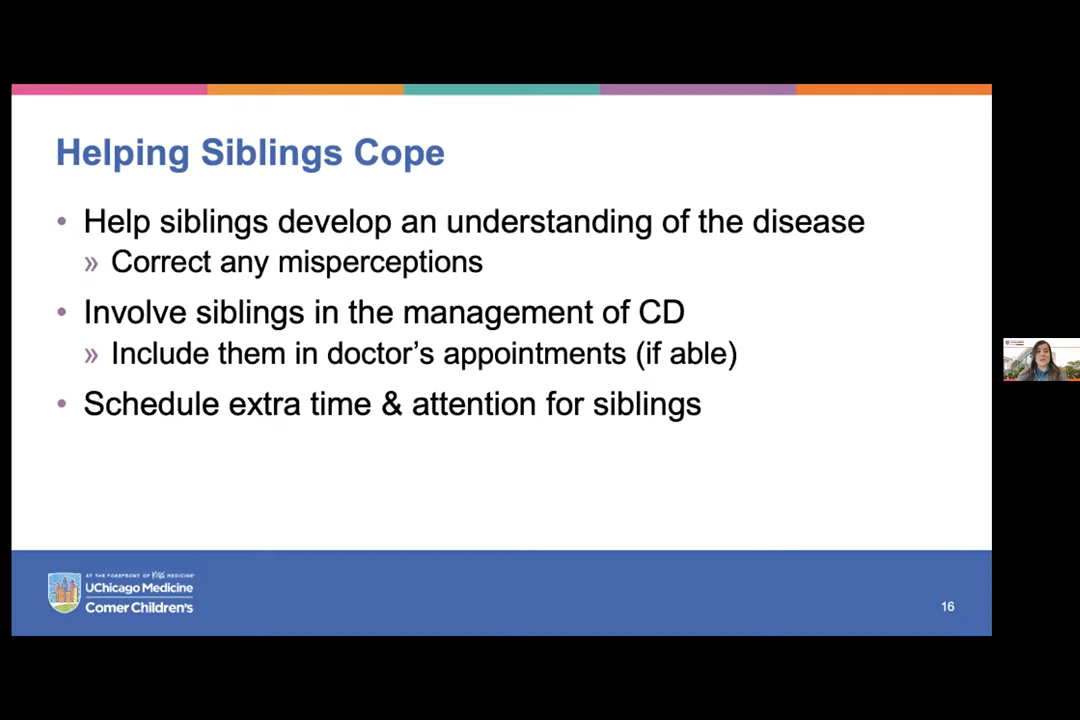 Helping Siblings Cope
• Help siblings develop an understanding of the disease
» Correct any misperceptions
• Involve siblings in the management of CD
» Include them in doctor's appointments (if able)
• Schedule extra time & attention for siblings
AT THE FOREFRONT OF Kids MEDICINE
UChicago Medicine
Comer Children's
16